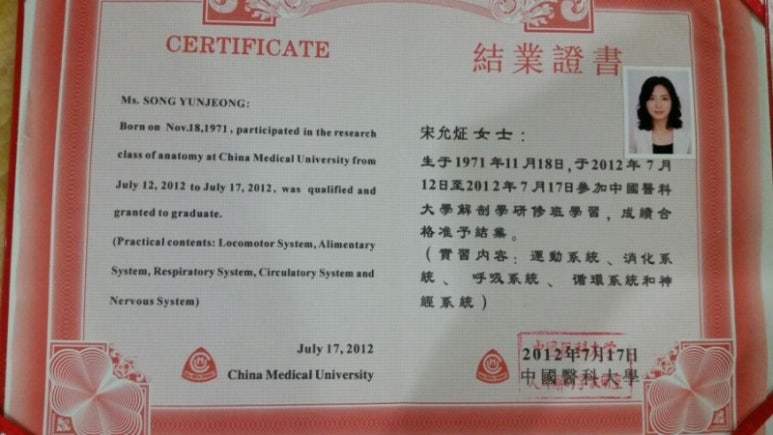 CERTIFICATE
Ms. SONG YUNJEONG:
Born on Nov.18,1971, participated in the research
class of anatomy at China Medical University from
July 12, 2012 to July 17, 2012, was qualified and
granted to graduate.
(Practical contents: Locomotor System, Alimentary
System, Respiratory System, Circulatory System and
Nervous System)
July 17, 2012
China Medical University
結業證書
宋允炡女士：
生于1971年11月18日，于2012年7月
12日至2012年7月17日參加中國醫科
大學解剖學研修班學習，成績合
格准予結業。
（實習内容：運動系統、消化系
統、呼吸系統、循環系統和神
經系統）
2012年7月17日
中國醫科大學